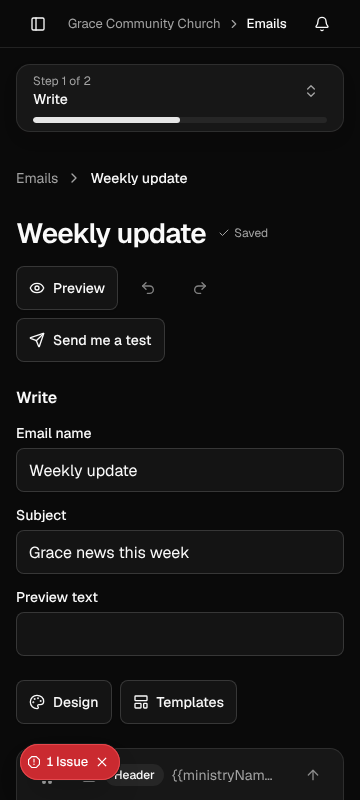 Grace Community Church > Emails
Step 1 of 2
Write
Emails > Weekly update
Weekly update ✓ Saved
Preview
Send me a test
Write
Email name
Weekly update
Subject
Grace news this week
Preview text
Design Templates
1 Issue Header {{ministryNam...